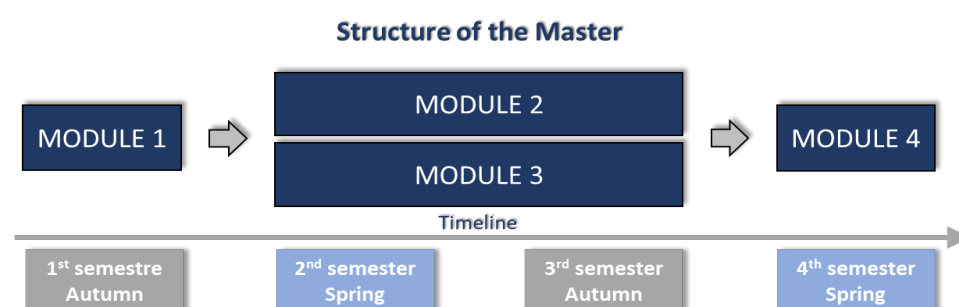 Structure of the Master
MODULE 1
MODULE 2
MODULE 3
MODULE 4
Timeline
1st semestre
Autumn
2nd semester
Spring
3rd semester
Autumn
4th semester
Spring